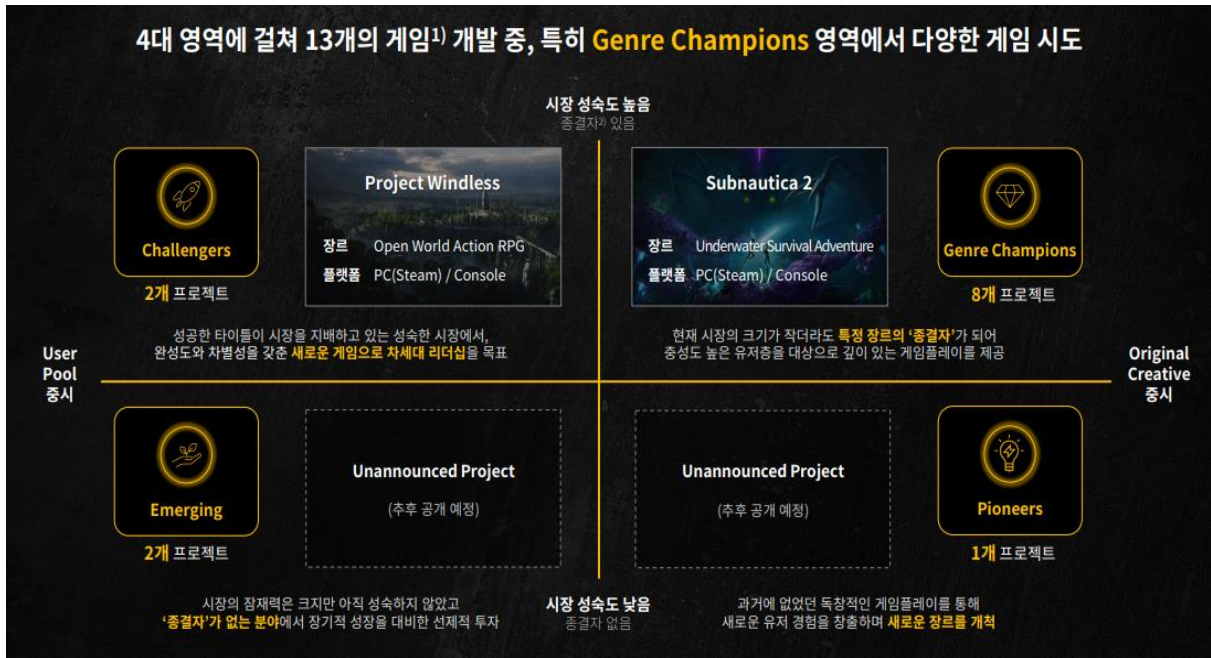 4대 영역에 걸쳐 13개의 게임1) 개발 중, 특히 Genre Champions 영역에서 다양한 게임 시도
시장 성숙도 높음
종결자2) 있음
Challengers
2개 프로젝트
Project Windless
장르 Open World Action RPG
플랫폼 PC(Steam) / Console
성공한 타이틀이 시장을 지배하고 있는 성숙한 시장에서,
완성도와 차별성을 갖춘 새로운 게임으로 차세대 리더십을 목표
Subnautica 2
장르 Underwater Survival Adventure
플랫폼 PC(Steam) / Console
Genre Champions
8개 프로젝트
현재 시장의 크기가 작더라도 특정 장르의 ‘종결자’가 되어
충성도 높은 유저층을 대상으로 깊이 있는 게임플레이를 제공
User
Pool
중시
Original
Creative
중시
Emerging
2개 프로젝트
Unannounced Project
(추후 공개 예정)
시장의 잠재력은 크지만 아직 성숙하지 않았고
‘종결자’가 없는 분야에서 장기적 성장을 대비한 선제적 투자
Unannounced Project
(추후 공개 예정)
Pioneers
1개 프로젝트
과거에 없었던 독창적인 게임플레이를 통해
새로운 유저 경험을 창출하며 새로운 장르를 개척
시장 성숙도 낮음
종결자 없음